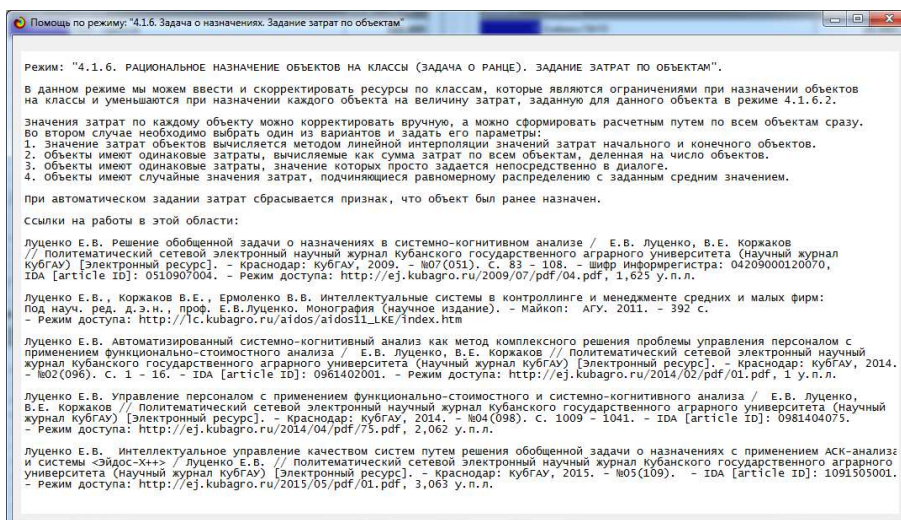 Помощь по режиму: "4.1.6. Задача о назначениях. Задание затрат по объектам"
Режим: "4.1.6. РАЦИОНАЛЬНОЕ НАЗНАЧЕНИЕ ОБЪЕКТОВ НА КЛАССЫ (ЗАДАЧА О РАНЦЕ). ЗАДАНИЕ ЗАТРАТ ПО ОБЪЕКТАМ".
В данном режиме мы можем ввести и скорректировать ресурсы по классам, которые являются ограничениями при назначении объектов
на классы и уменьшаются при назначении каждого объекта на величину затрат, заданную для данного объекта в режиме 4.1.6.2.
Значения затрат по каждому объекту можно корректировать вручную, а можно сформировать расчетным путем по всем объектам сразу.
Во втором случае необходимо выбрать один из вариантов и задать его параметры:
1. Значение затрат объектов вычисляется методом линейной интерполяции значений затрат начального и конечного объектов.
2. Объекты имеют одинаковые затраты, вычисляемые как сумма затрат по всем объектам, деленная на число объектов.
3. Объекты имеют одинаковые затраты, значение которых просто задается непосредственно в диалоге.
4. Объекты имеют случайные значения затрат, подчиняющиеся равномерному распределению с заданным средним значением.
При автоматическом задании затрат сбрасывается признак, что объект был ранее назначен.
Ссылки на работы в этой области:
Луценко Е.В. Решение обобщенной задачи о назначениях в системно-когнитивном анализе / Е.В. Луценко, В.Е. Коржаков
// Политематический сетевой электронный научный журнал Кубанского государственного аграрного университета (Научный журнал
КубГАУ) [Электронный ресурс]. – Краснодар: КубГАУ, 2009. – №07(051). С. 83 – 108. – Шифр Информрегистра: 04209000120070,
IDA [article ID]: 0510907004. – Режим доступа: http://ej.kubagro.ru/2009/07/pdf/04.pdf, 1,625 у.п.л.
Луценко Е.В., Коржаков В.Е., Ермоленко В.В. Интеллектуальные системы в контроллинге и менеджменте средних и малых фирм:
Под науч. ред. д.э.н., проф. Е.В.Луценко. Монография (научное издание). – Майкоп: АГУ. 2011. – 392 с.
– Режим доступа: http://lc.kubagro.ru/aidos/aidos11_LKE/index.htm
Луценко Е.В. Автоматизированный системно-когнитивный анализ как метод комплексного решения проблемы управления персоналом с
применением функционально-стоимостного анализа / Е.В. Луценко, В.Е. Коржаков // Политематический сетевой электронный научный
журнал Кубанского государственного аграрного университета (Научный журнал КубГАУ) [Электронный ресурс]. – Краснодар: КубГАУ, 2014.
– №02(096). С. 1 – 16. – IDA [article ID]: 0961402001. – Режим доступа: http://ej.kubagro.ru/2014/02/pdf/01.pdf, 1 у.п.л.
Луценко Е.В. Управление персоналом с применением функционально-стоимостного и системно-когнитивного анализа / Е.В. Луценко,
В.Е. Коржаков // Политематический сетевой электронный научный журнал Кубанского государственного аграрного университета (Научный
журнал КубГАУ) [Электронный ресурс]. – Краснодар: КубГАУ, 2014. – №04(098). С. 1009 – 1041. – IDA [article ID]: 0981404075.
– Режим доступа: http://ej.kubagro.ru/2014/04/pdf/75.pdf, 2,062 у.п.л.
Луценко Е.В. Интеллектуальное управление качеством систем путем решения обобщенной задачи о назначениях с применением АСК-анализа
и системы <Эйдос-Х++> / Луценко Е.В. // Политематический сетевой электронный научный журнал Кубанского государственного аграрного
университета (Научный журнал КубГАУ) [Электронный ресурс]. – Краснодар: КубГАУ, 2015. – №05(109). – IDA [article ID]: 1091505001.
– Режим доступа: http://ej.kubagro.ru/2015/05/pdf/01.pdf, 3,063 у.п.л.